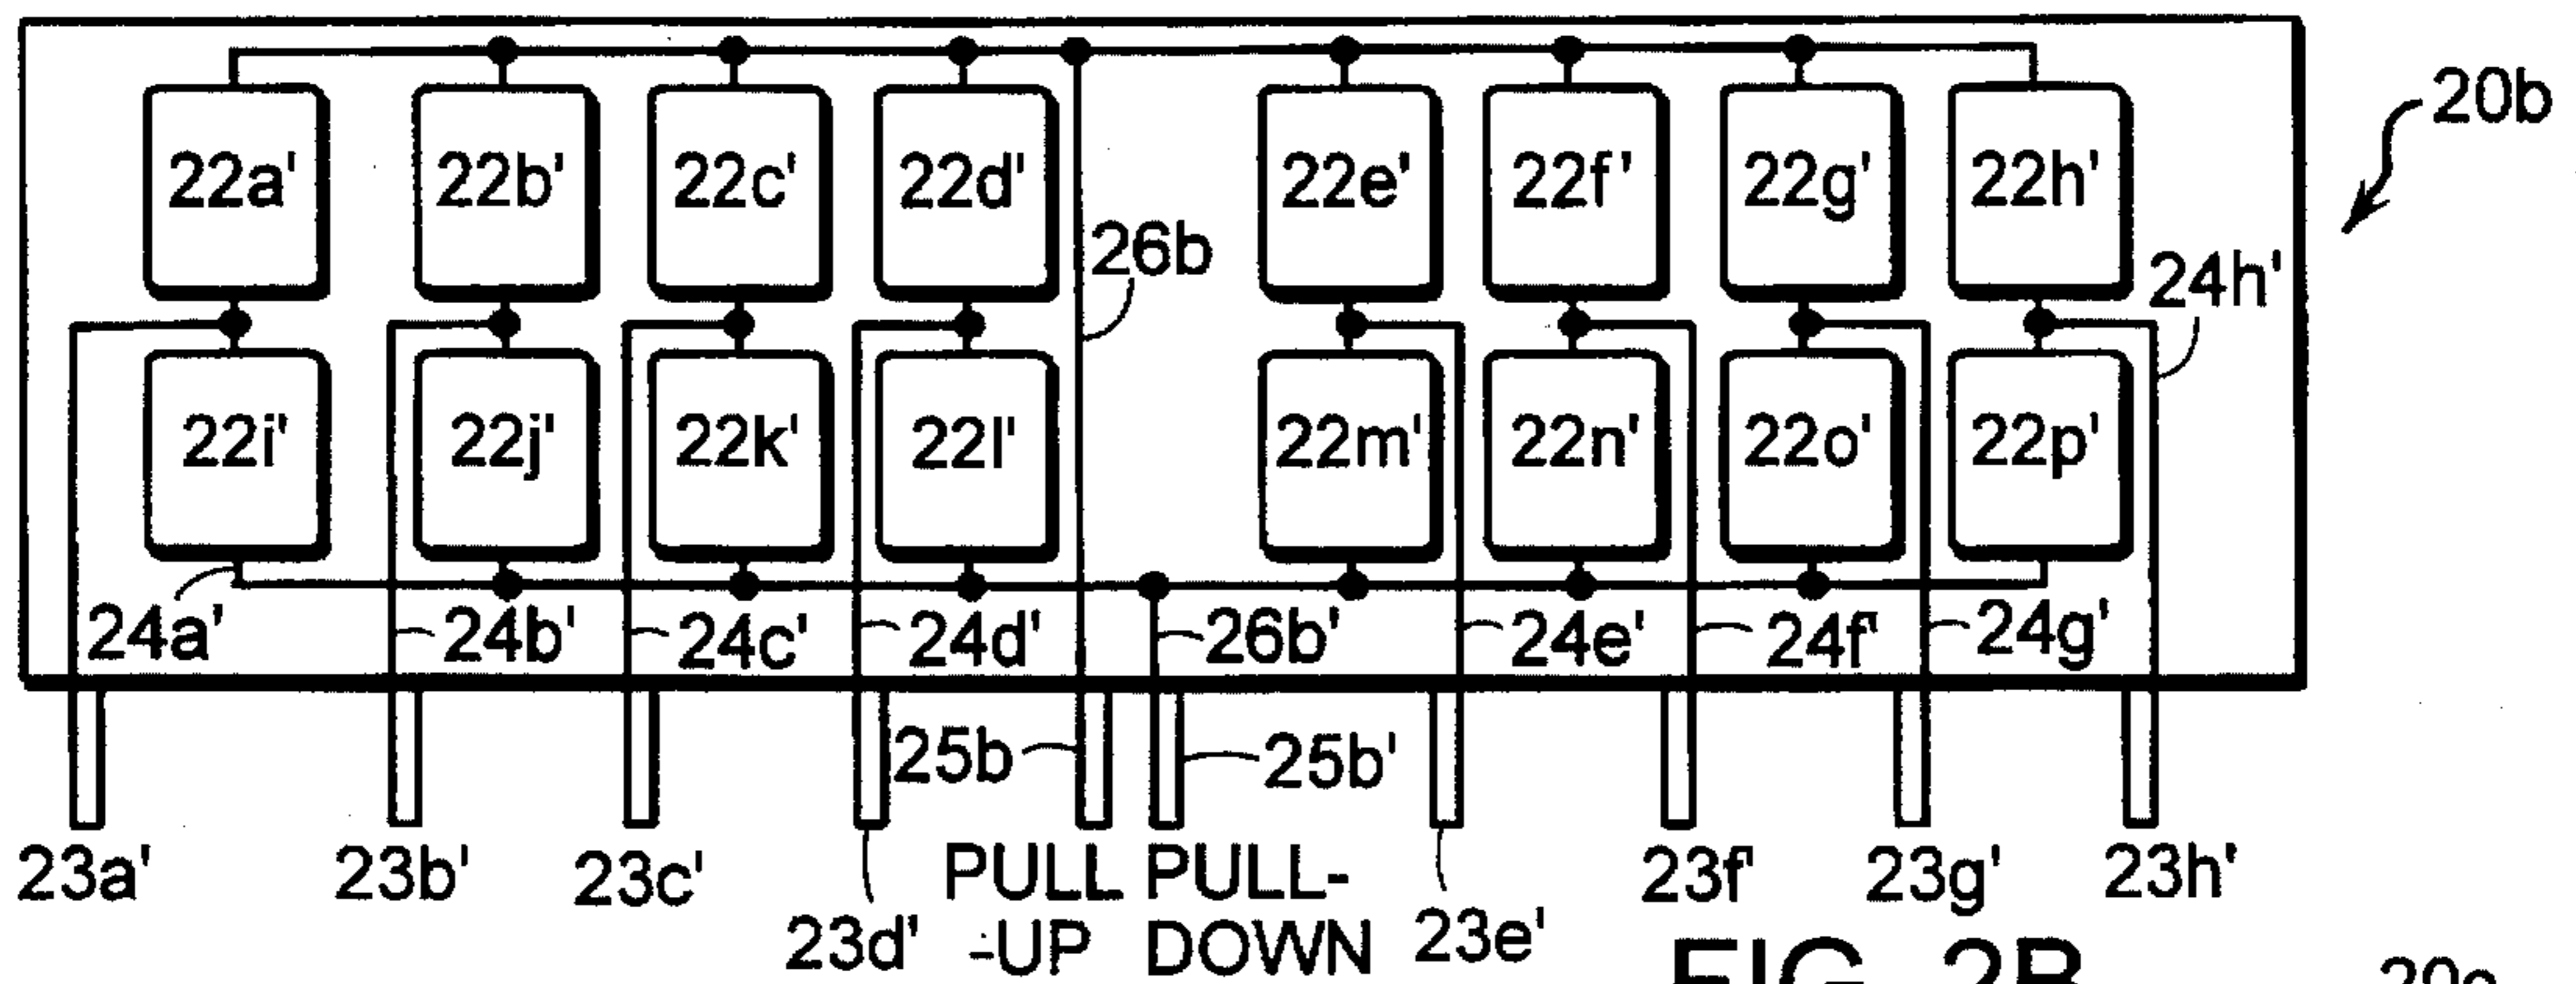 20b
22a' 22b' 22c' 22d' 22e' 22f' 22g' 22h'
26b
24h'
22i' 22j' 22k' 22l' 22m' 22n' 22o' 22p'
24a' 24b' 24c' 24d' 26b' 24e' 24f' 24g'
25b 25b'
23a' 23b' 23c' 23d' PULL PULL- 23e' 23f' 23g' 23h'
-UP DOWN
FIG. 2B